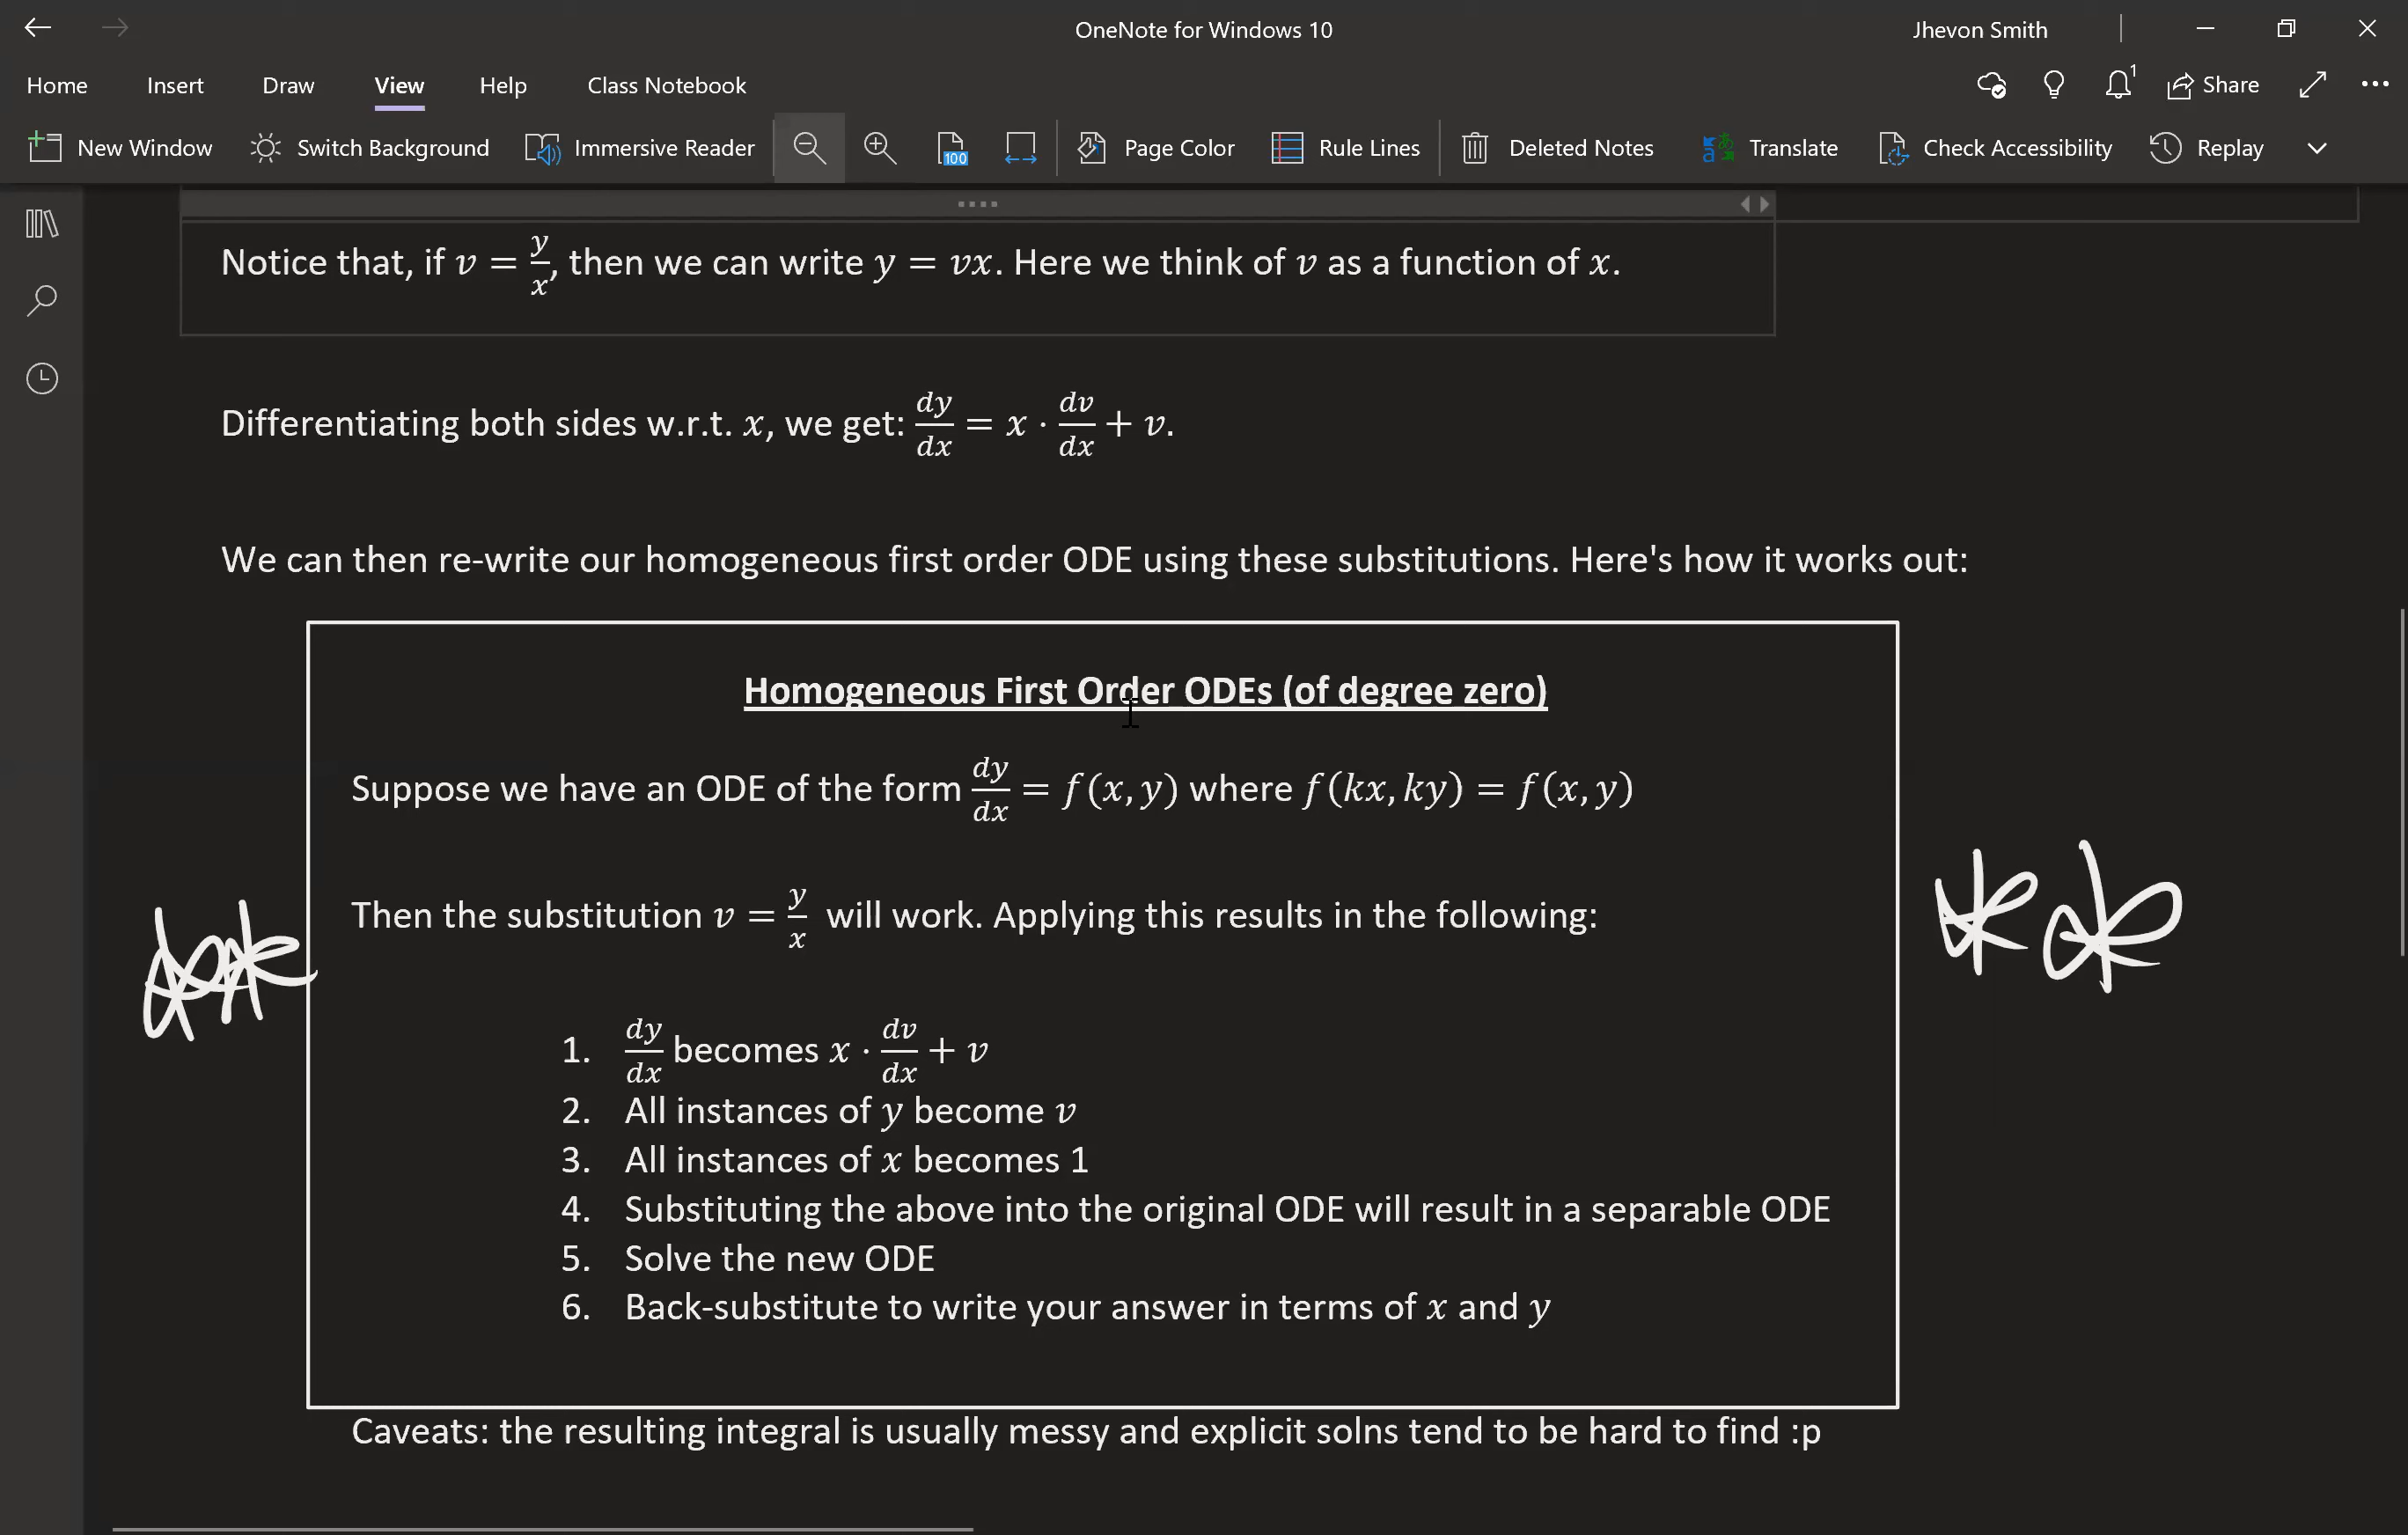 OneNote for Windows 10
Jhevon Smith
Home Insert Draw View Help Class Notebook
1 Share
New Window Switch Background Immersive Reader 100 Page Color Rule Lines Deleted Notes Translate Check Accessibility Replay
Notice that, if v = y/x, then we can write y = vx. Here we think of v as a function of x.
Differentiating both sides w.r.t. x, we get: dy/dx = x · dv/dx + v.
We can then re-write our homogeneous first order ODE using these substitutions. Here's how it works out:
Homogeneous First Order ODEs (of degree zero)
Suppose we have an ODE of the form dy/dx = f(x, y) where f(kx, ky) = f(x, y)
Then the substitution v = y/x will work. Applying this results in the following:
1. dy/dx becomes x · dv/dx + v
2. All instances of y become v
3. All instances of x becomes 1
4. Substituting the above into the original ODE will result in a separable ODE
5. Solve the new ODE
6. Back-substitute to write your answer in terms of x and y
Caveats: the resulting integral is usually messy and explicit solns tend to be hard to find :p